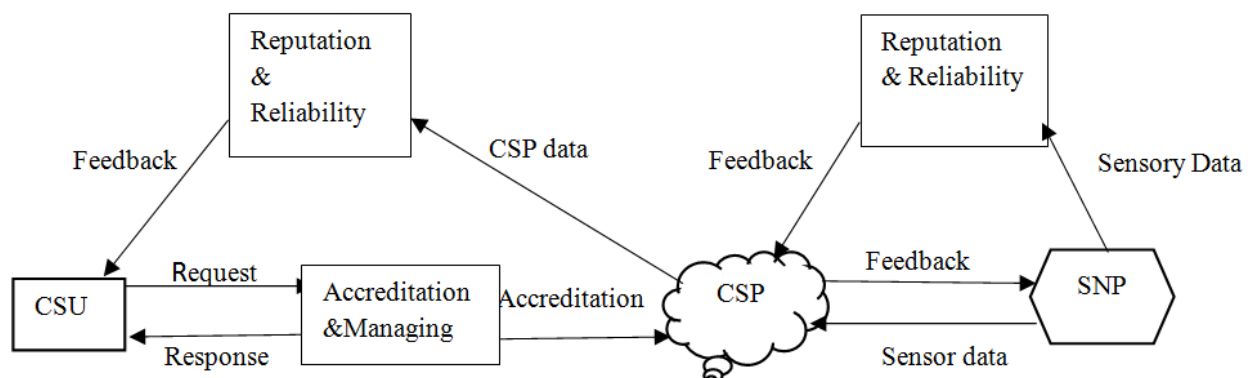 Reputation
&
Reliability
Reputation
& Reliability
Feedback
CSP data
Feedback
Sensory Data
CSU
Request
Response
Accreditation
&Managing
Accreditation
CSP
Feedback
Sensor data
SNP